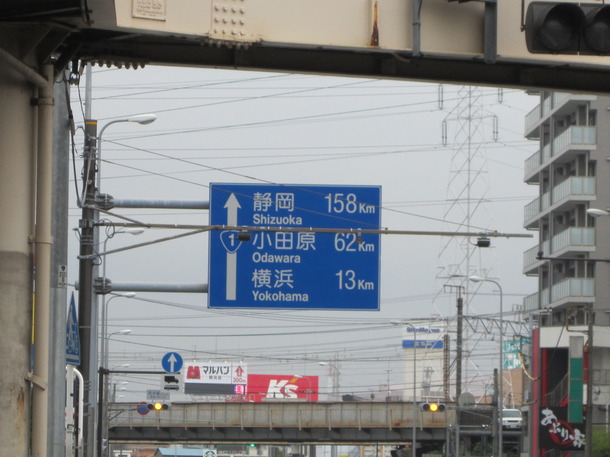 静岡 158 Km
Shizuoka
1
小田原 62 Km
Odawara
横浜 13 Km
Yokohama
マルハン
300m
K's